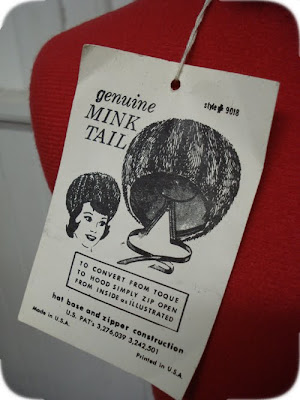 genuine
style # 9018
MINK
TAIL
TO CONVERT FROM TOQUE
TO HOOD SIMPLY ZIP OPEN
FROM INSIDE as ILLUSTRATED
hat base and zipper construction
U.S. PAT's 3,276,039 3,242,501
Made in U.S.A.
Printed in U.S.A.